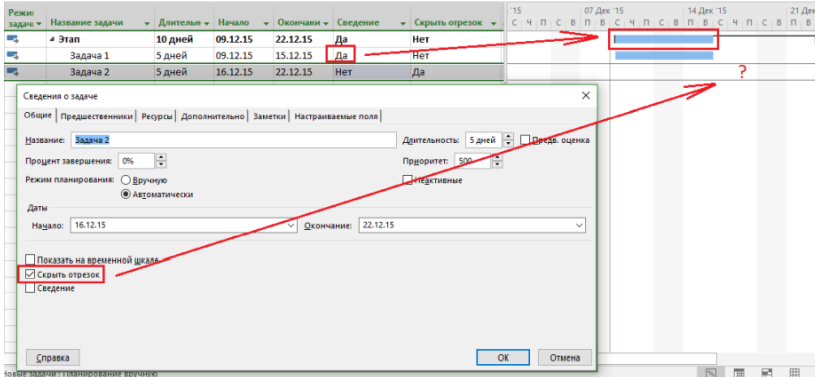 Режим задач Название задачи Длительн Начало Окончани Сведение Скрыть отрезок
'15 07 Дек '15 14 Дек '15 21 Дек
С Ч П С В П В С Ч П С В П В С Ч П С В П В
Этап 10 дней 09.12.15 22.12.15 Да Нет
Задача 1 5 дней 09.12.15 15.12.15 Да Нет
Задача 2 5 дней 16.12.15 22.12.15 Нет Да
?
Сведения о задаче
Общие Предшественники Ресурсы Дополнительно Заметки Настраиваемые поля
Название: Задача 2 Длительность: 5 дней Предв. оценка
Процент завершения: 0% Приоритет: 500
Режим планирования: Вручную Неактивные
Автоматически
Даты
Начало: 16.12.15 Окончание: 22.12.15
Показать на временной шкале
Скрыть отрезок
Сведение
Справка ОК Отмена
Новые задачи : Планирование вручную